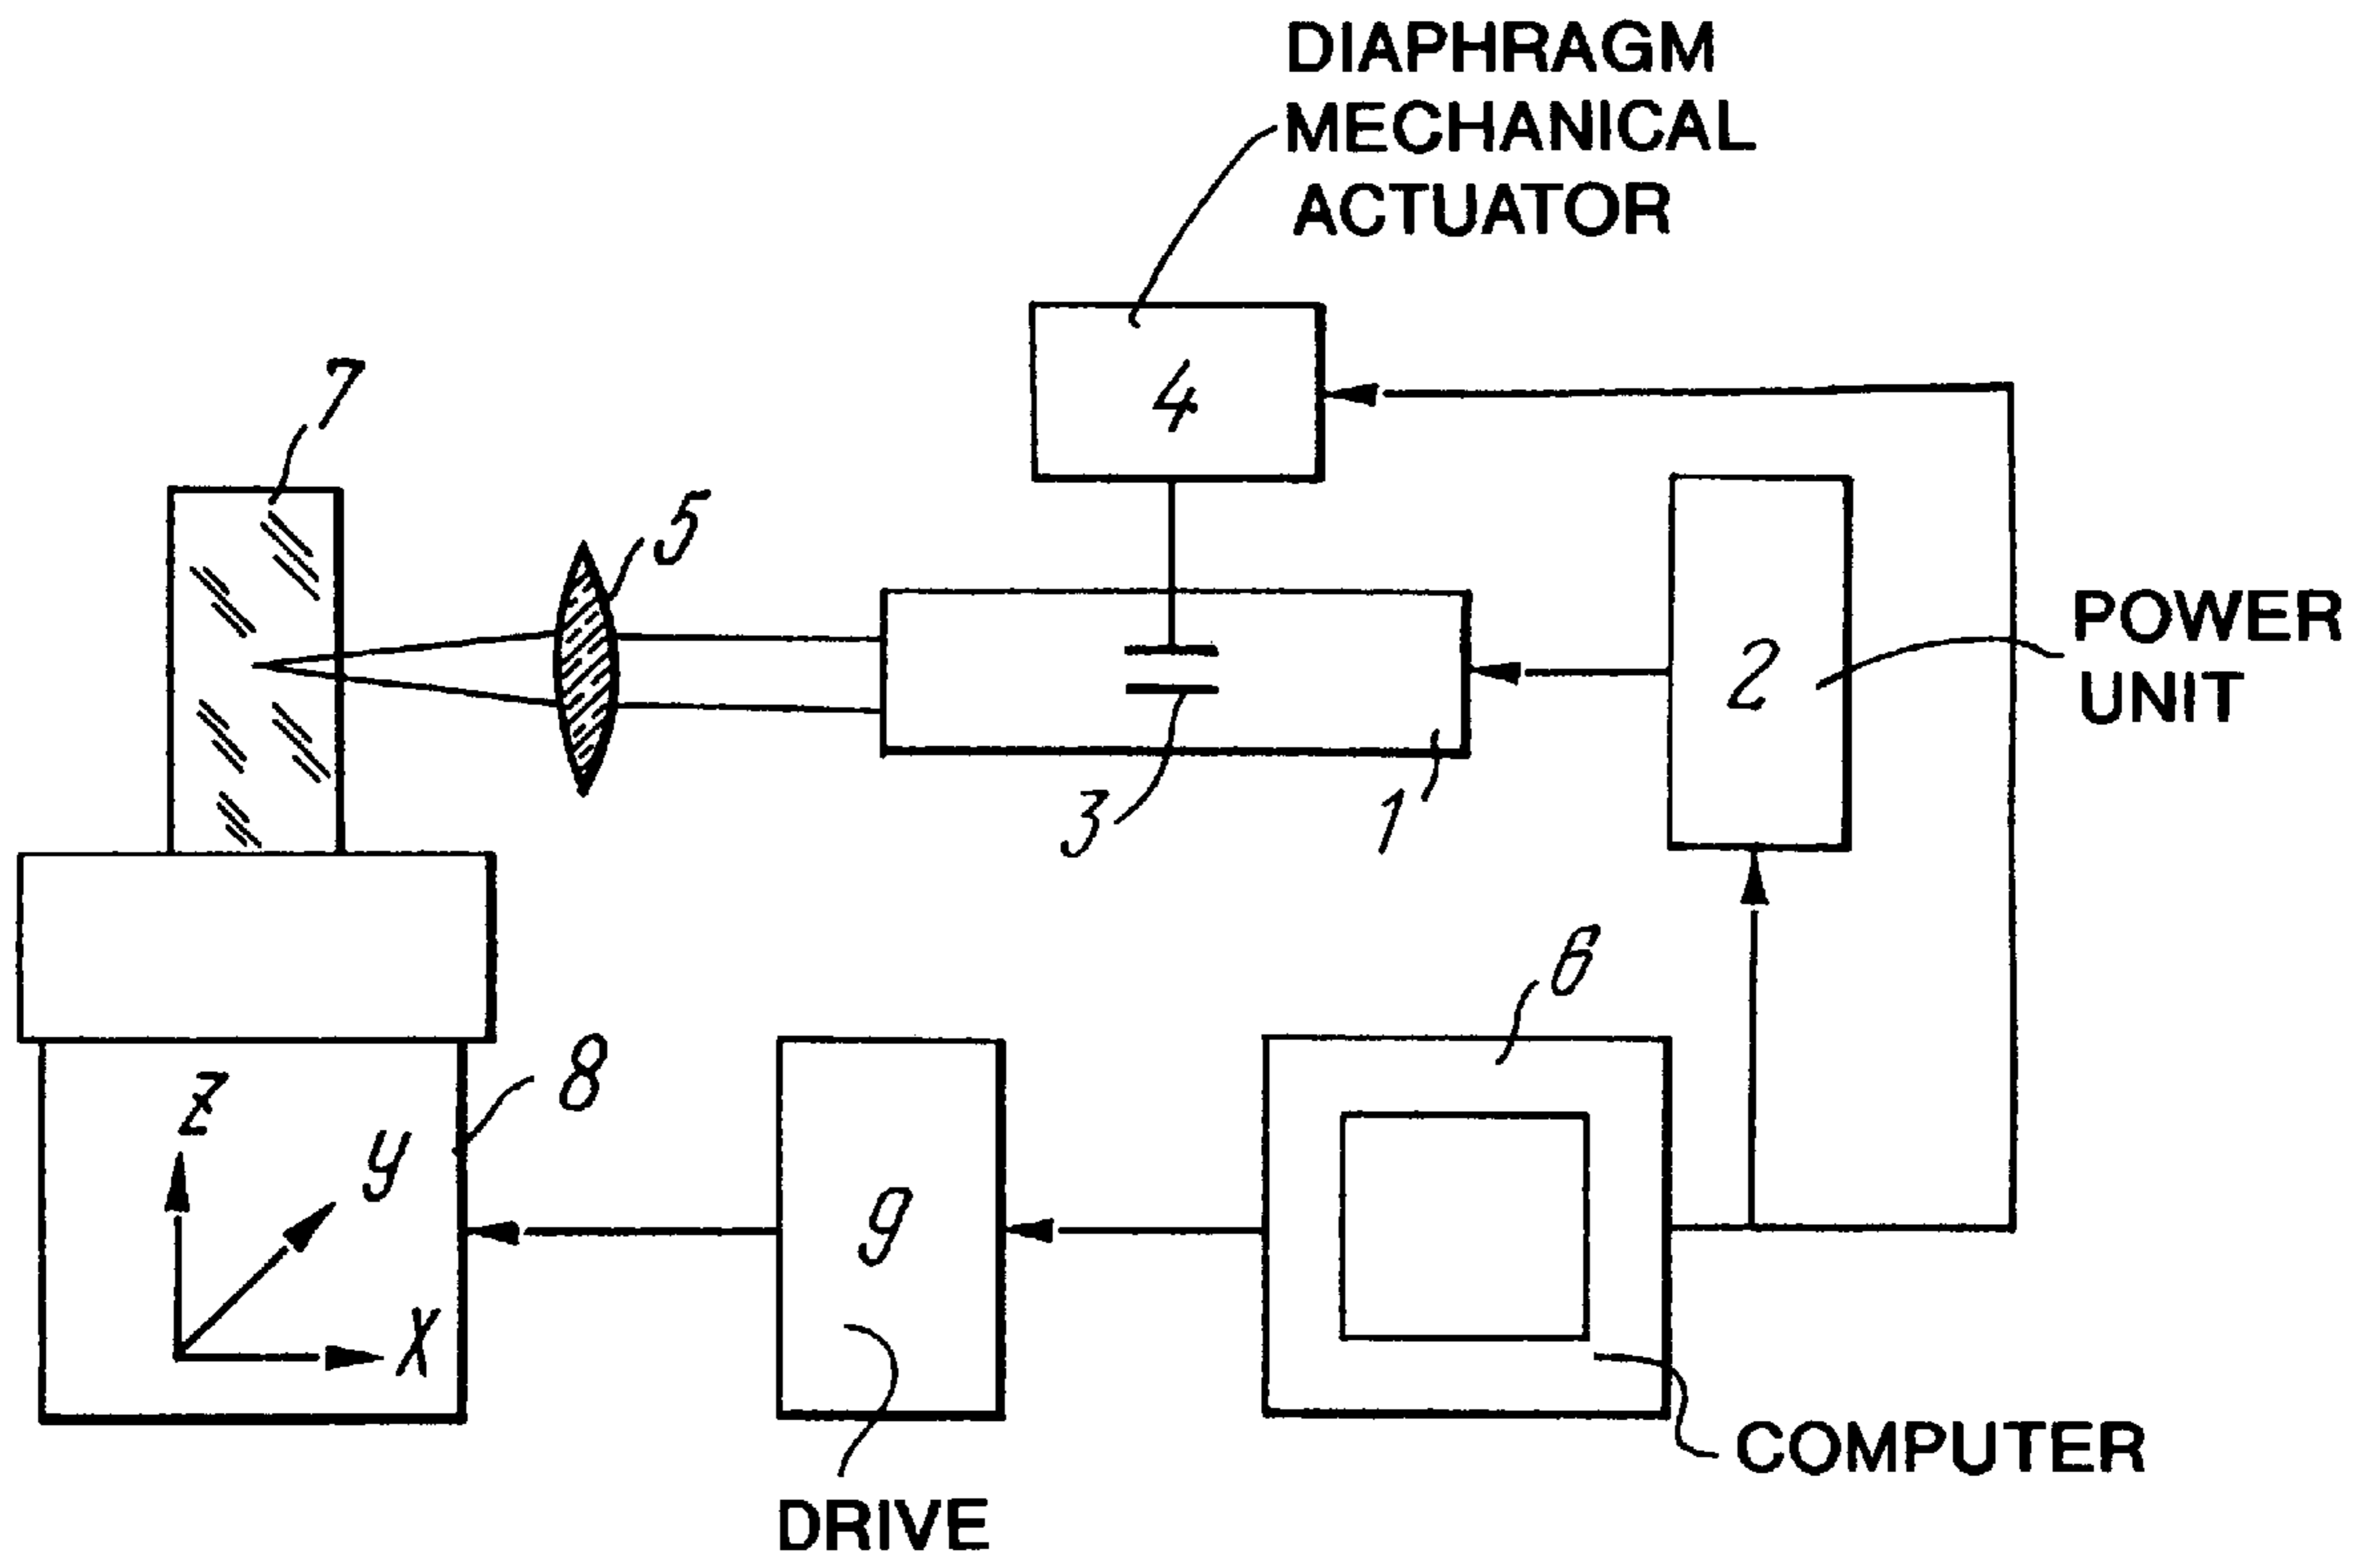 DIAPHRAGM
MECHANICAL
ACTUATOR
4
7
5
2
POWER
UNIT
3
1
6
8
z
y
x
9
COMPUTER
DRIVE